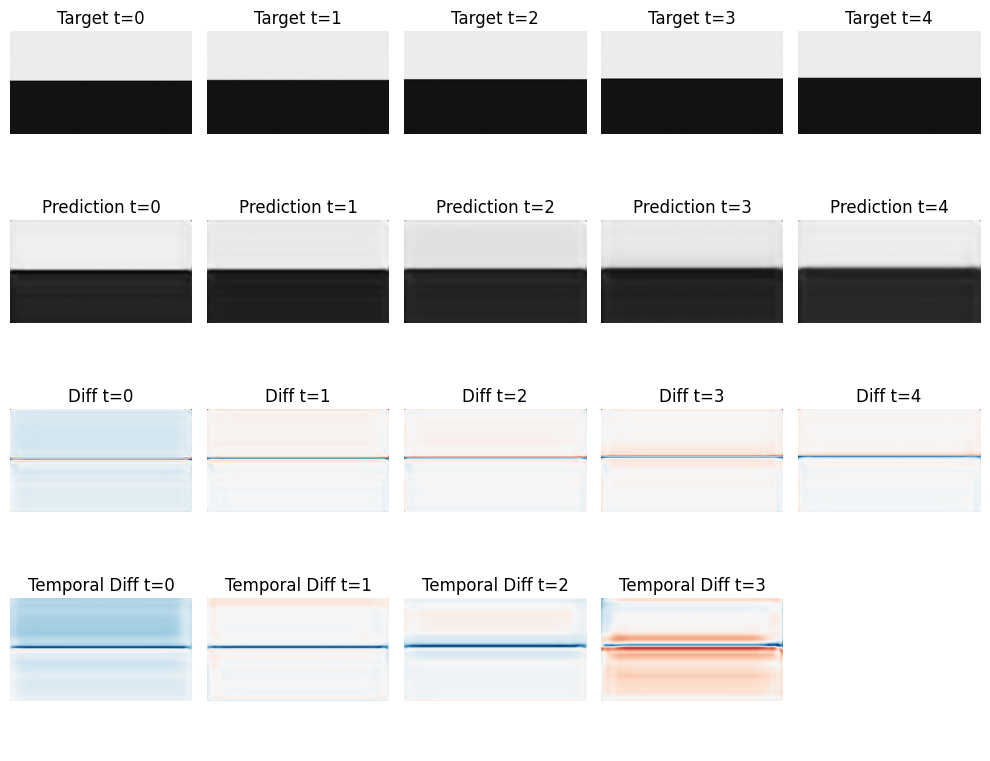 Target t=0 Target t=1 Target t=2 Target t=3 Target t=4
Prediction t=0 Prediction t=1 Prediction t=2 Prediction t=3 Prediction t=4
Diff t=0 Diff t=1 Diff t=2 Diff t=3 Diff t=4
Temporal Diff t=0 Temporal Diff t=1 Temporal Diff t=2 Temporal Diff t=3